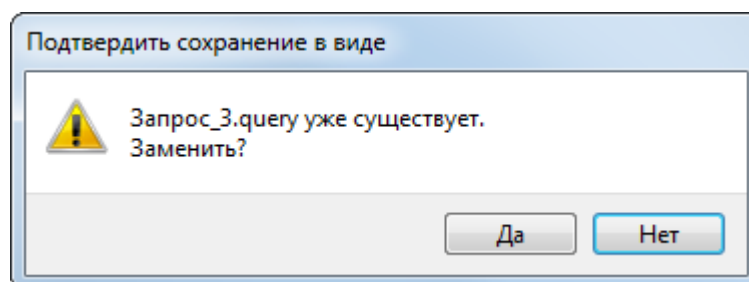 Подтвердить сохранение в виде
Запрос_3.query уже существует.
Заменить?
Да
Нет